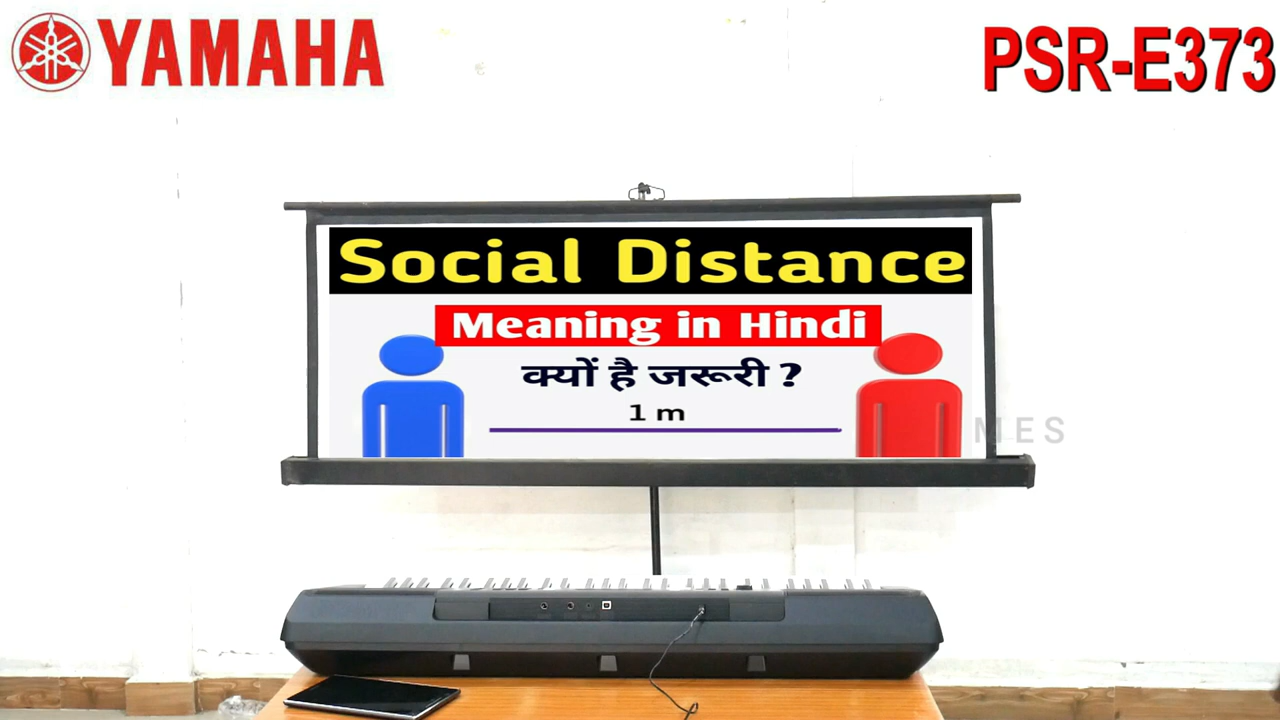 YAMAHA
PSR-E373
Social Distance
Meaning in Hindi
क्यों है जरूरी ?
1 m
MES